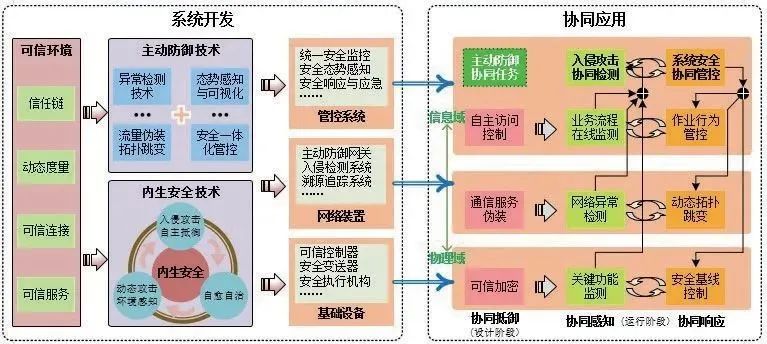 系统开发
可信环境
信任链
动态度量
可信连接
可信服务
主动防御技术
异常检测
技术
•••
流量伪装
拓扑跳变
态势感知
与可视化
•••
安全一体
化管控
内生安全技术
入侵攻击
自主抵御
内生安全
动态攻击
环境感知
自愈自治
统一安全监控
安全态势感知
安全响应与应急
……
管控系统
主动防御网关
入侵检测系统
溯源追踪系统
……
网络装置
可信控制器
安全变送器
安全执行机构
……
基础设备
协同应用
主动防御
协同任务
入侵攻击
协同检测
系统安全
协同管控
信息域
自主访问
控制
业务流程
在线监测
作业行为
管控
通信服务
伪装
网络异常
检测
动态拓扑
跳变
物理域
可信加密
关键功能
监测
安全基线
控制
协同抵御
(设计阶段)
协同感知 (运行阶段) 协同响应